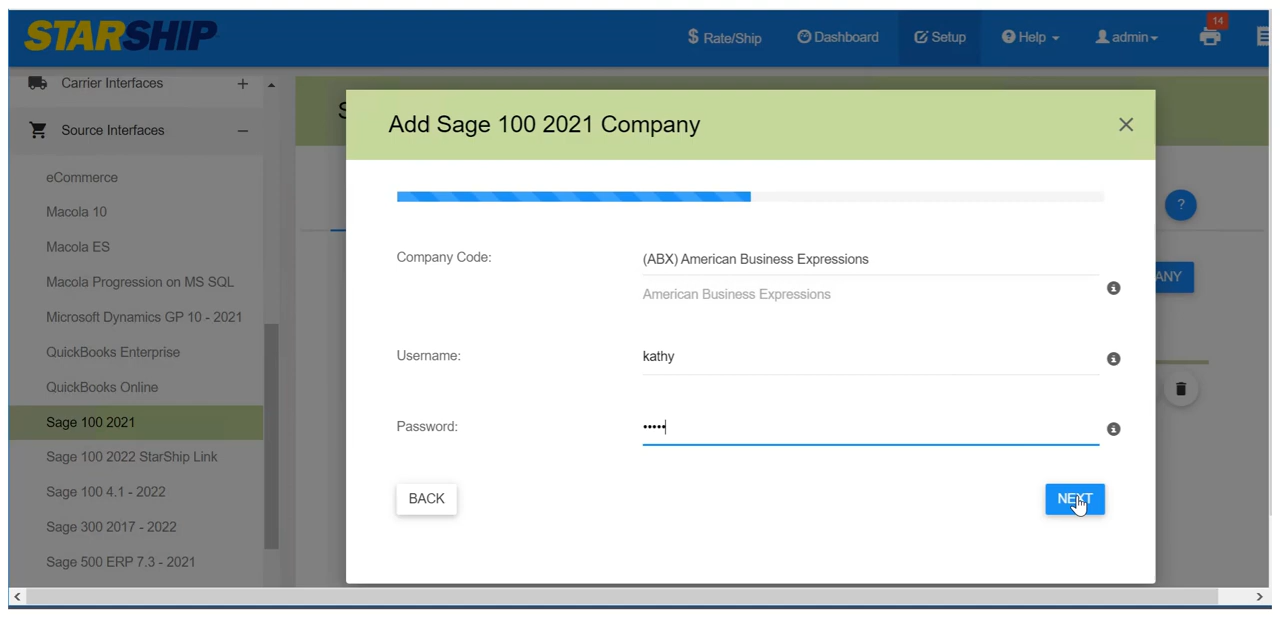 STARSHIP
$ Rate/Ship
Dashboard
Setup
Help
admin
14
Carrier Interfaces +
Source Interfaces –
eCommerce
Macola 10
Macola ES
Macola Progression on MS SQL
Microsoft Dynamics GP 10 - 2021
QuickBooks Enterprise
QuickBooks Online
Sage 100 2021
Sage 100 2022 StarShip Link
Sage 100 4.1 - 2022
Sage 300 2017 - 2022
Sage 500 ERP 7.3 - 2021
S
Add Sage 100 2021 Company
?
ANY
Company Code:
(ABX) American Business Expressions
American Business Expressions
Username:
kathy
Password:
•••••
BACK
NEXT